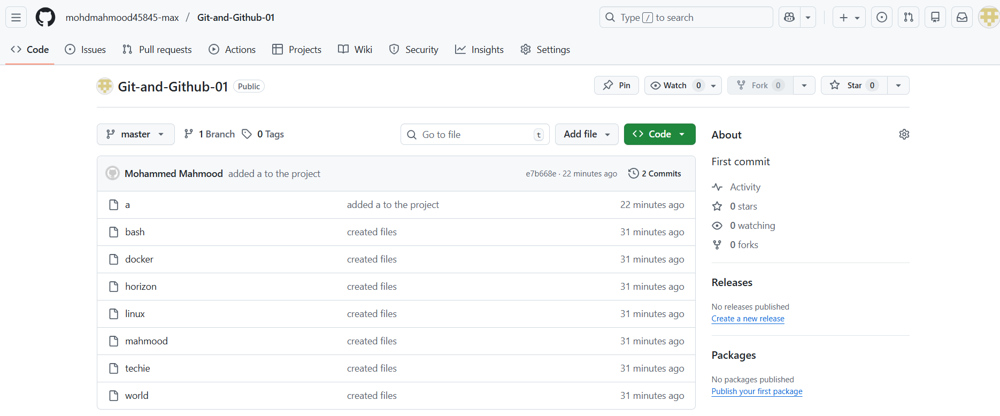 mohdmahmood45845-max / Git-and-Github-01 Type / to search
Code Issues Pull requests Actions Projects Wiki Security Insights Settings
Git-and-Github-01 Public Pin Watch 0 Fork 0 Star 0
master 1 Branch 0 Tags Go to file t Add file Code
Mohammed Mahmood added a to the project e7b668e · 22 minutes ago 2 Commits
a added a to the project 22 minutes ago
bash created files 31 minutes ago
docker created files 31 minutes ago
horizon created files 31 minutes ago
linux created files 31 minutes ago
mahmood created files 31 minutes ago
techie created files 31 minutes ago
world created files 31 minutes ago
About
First commit
Activity
0 stars
0 watching
0 forks
Releases
No releases published
Create a new release
Packages
No packages published
Publish your first package